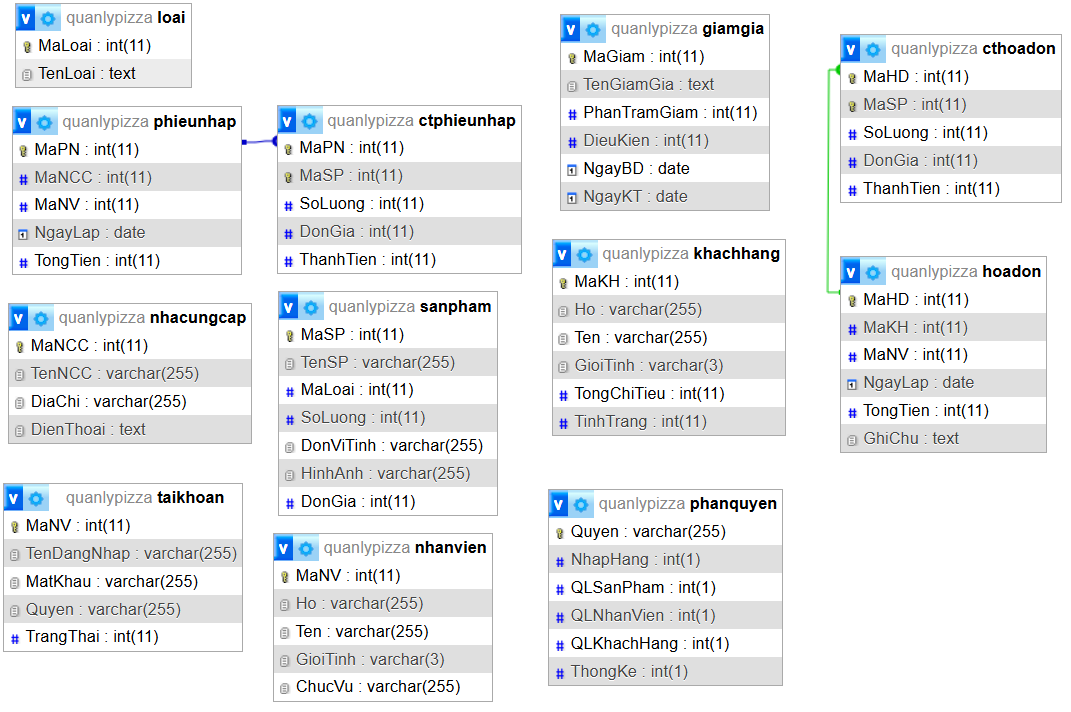 v quanlypizza loai
MaLoai : int(11)
TenLoai : text
v quanlypizza phieunhap
MaPN : int(11)
# MaNCC : int(11)
# MaNV : int(11)
NgayLap : date
# TongTien : int(11)
v quanlypizza ctphieunhap
MaPN : int(11)
MaSP : int(11)
# SoLuong : int(11)
# DonGia : int(11)
# ThanhTien : int(11)
v quanlypizza nhacungcap
MaNCC : int(11)
TenNCC : varchar(255)
DiaChi : varchar(255)
DienThoai : text
v quanlypizza sanpham
MaSP : int(11)
TenSP : varchar(255)
# MaLoai : int(11)
# SoLuong : int(11)
DonViTinh : varchar(255)
HinhAnh : varchar(255)
# DonGia : int(11)
v quanlypizza taikhoan
MaNV : int(11)
TenDangNhap : varchar(255)
MatKhau : varchar(255)
Quyen : varchar(255)
# TrangThai : int(11)
v quanlypizza nhanvien
MaNV : int(11)
Ho : varchar(255)
Ten : varchar(255)
GioiTinh : varchar(3)
ChucVu : varchar(255)
v quanlypizza giamgia
MaGiam : int(11)
TenGiamGia : text
# PhanTramGiam : int(11)
# DieuKien : int(11)
NgayBD : date
NgayKT : date
v quanlypizza khachhang
MaKH : int(11)
Ho : varchar(255)
Ten : varchar(255)
GioiTinh : varchar(3)
# TongChiTieu : int(11)
# TinhTrang : int(11)
v quanlypizza phanquyen
Quyen : varchar(255)
# NhapHang : int(1)
# QLSanPham : int(1)
# QLNhanVien : int(1)
# QLKhachHang : int(1)
# ThongKe : int(1)
v quanlypizza cthoadon
MaHD : int(11)
MaSP : int(11)
# SoLuong : int(11)
# DonGia : int(11)
# ThanhTien : int(11)
v quanlypizza hoadon
MaHD : int(11)
# MaKH : int(11)
# MaNV : int(11)
NgayLap : date
# TongTien : int(11)
GhiChu : text